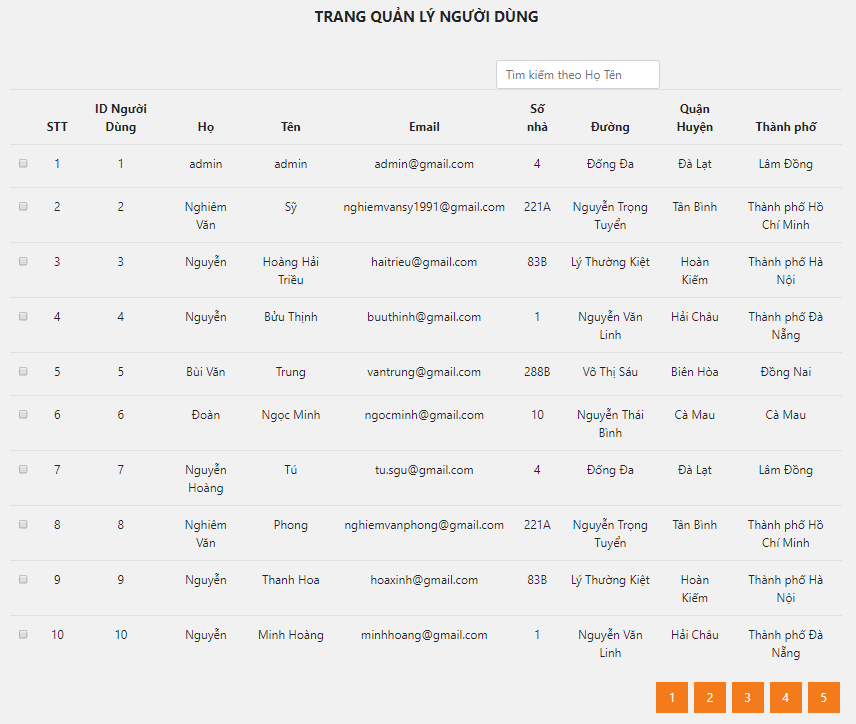 TRANG QUẢN LÝ NGƯỜI DÙNG
Tìm kiếm theo Họ Tên
STT ID Người Dùng Họ Tên Email Số nhà Đường Quận Huyện Thành phố
1 1 admin admin admin@gmail.com 4 Đống Đa Đà Lạt Lâm Đồng
2 2 Nghiêm Văn Sỹ nghiemvansy1991@gmail.com 221A Nguyễn Trọng Tuyển Tân Bình Thành phố Hồ Chí Minh
3 3 Nguyễn Hoàng Hải Triều haitrieu@gmail.com 83B Lý Thường Kiệt Hoàn Kiếm Thành phố Hà Nội
4 4 Nguyễn Bửu Thịnh buuthinh@gmail.com 1 Nguyễn Văn Linh Hải Châu Thành phố Đà Nẵng
5 5 Bùi Văn Trung vantrung@gmail.com 288B Võ Thị Sáu Biên Hòa Đồng Nai
6 6 Đoàn Ngọc Minh ngocminh@gmail.com 10 Nguyễn Thái Bình Cà Mau Cà Mau
7 7 Nguyễn Hoàng Tú tu.sgu@gmail.com 4 Đống Đa Đà Lạt Lâm Đồng
8 8 Nghiêm Văn Phong nghiemvanphong@gmail.com 221A Nguyễn Trọng Tuyển Tân Bình Thành phố Hồ Chí Minh
9 9 Nguyễn Thanh Hoa hoaxinh@gmail.com 83B Lý Thường Kiệt Hoàn Kiếm Thành phố Hà Nội
10 10 Nguyễn Minh Hoàng minhhoang@gmail.com 1 Nguyễn Văn Linh Hải Châu Thành phố Đà Nẵng
1 2 3 4 5